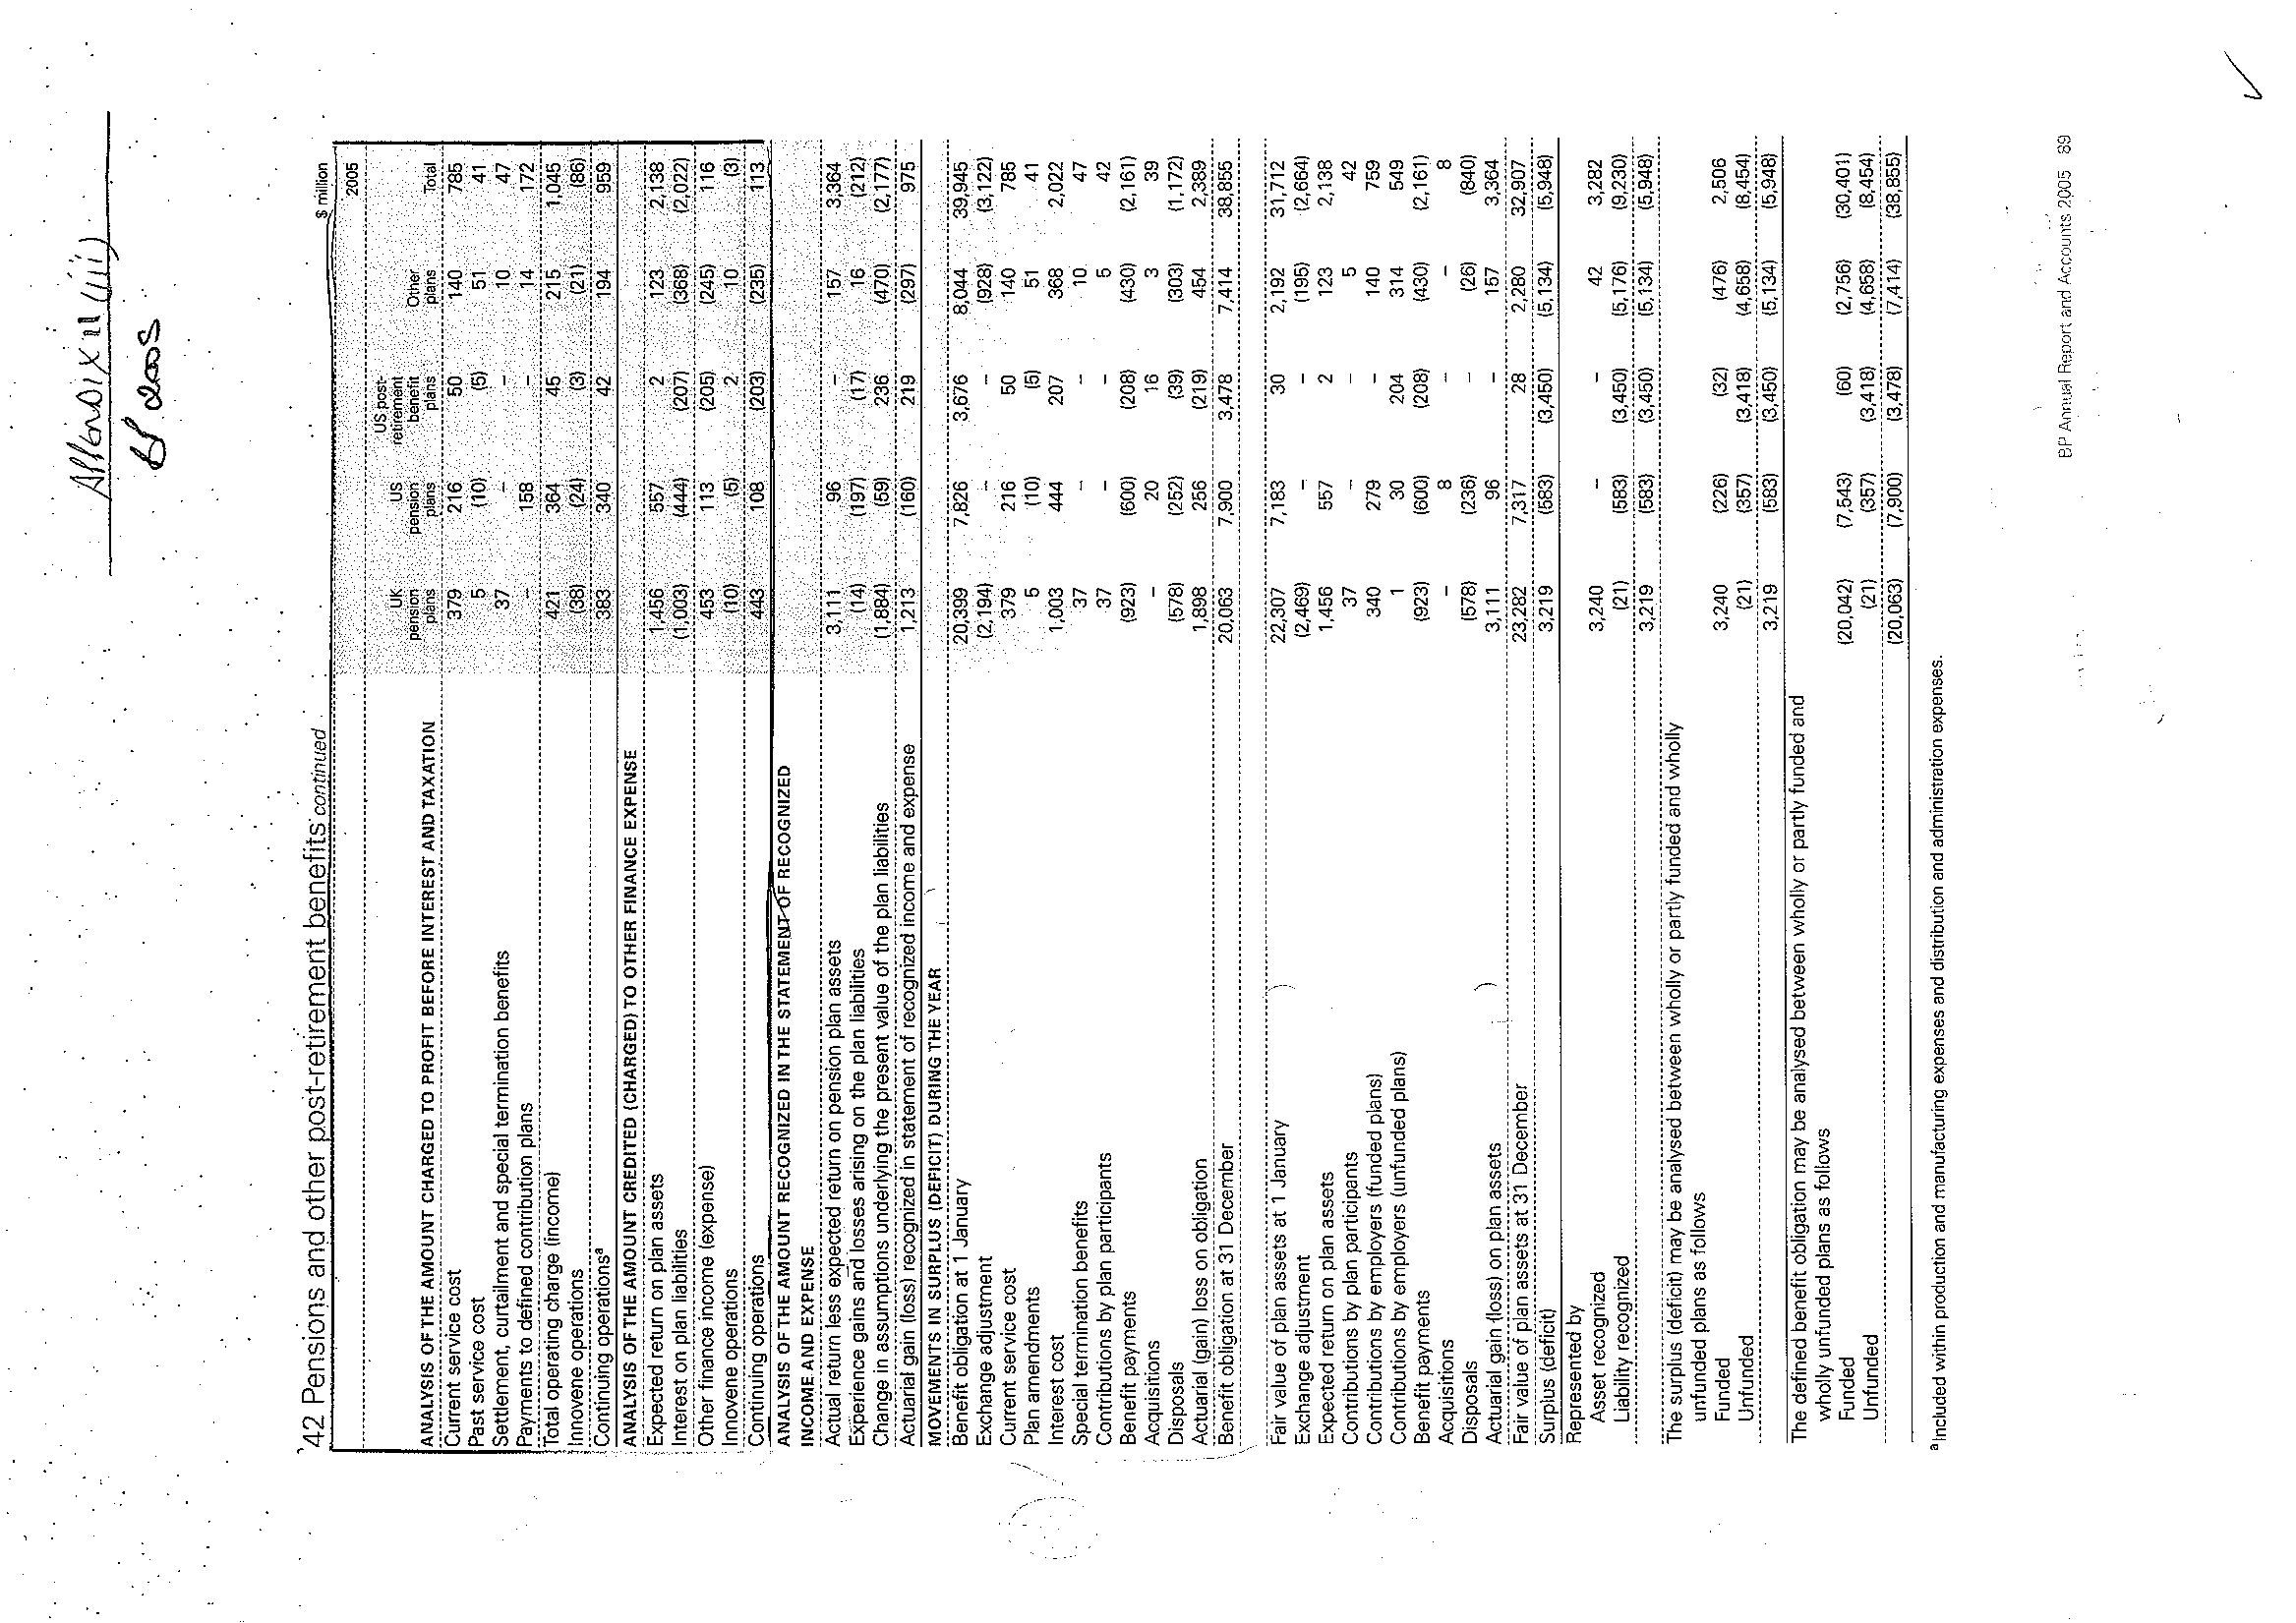 Appendix II (iii)
BP 2005
42 Pensions and other post-retirement benefits continued
$ million
2005
UK pension plans US pension plans US post-retirement benefit plans Other plans Total
ANALYSIS OF THE AMOUNT CHARGED TO PROFIT BEFORE INTEREST AND TAXATION
Current service cost 379 216 50 140 785
Past service cost 5 (10) (5) 51 41
Settlement, curtailment and special termination benefits 37 – – 10 47
Payments to defined contribution plans – 158 – 14 172
Total operating charge (income) 421 364 45 215 1,045
Innovene operations (38) (24) (3) (21) (86)
Continuing operationsª 383 340 42 194 959
ANALYSIS OF THE AMOUNT CREDITED (CHARGED) TO OTHER FINANCE EXPENSE
Expected return on plan assets 1,456 557 2 123 2,138
Interest on plan liabilities (1,003) (444) (207) (368) (2,022)
Other finance income (expense) 453 113 (205) (245) 116
Innovene operations (10) (5) 2 10 (3)
Continuing operations 443 108 (203) (235) 113
ANALYSIS OF THE AMOUNT RECOGNIZED IN THE STATEMENT OF RECOGNIZED
INCOME AND EXPENSE
Actual return less expected return on pension plan assets 3,111 96 – 157 3,364
Experience gains and losses arising on the plan liabilities (14) (197) (17) 16 (212)
Change in assumptions underlying the present value of the plan liabilities (1,884) (59) 236 (470) (2,177)
Actuarial gain (loss) recognized in statement of recognized income and expense 1,213 (160) 219 (297) 975
MOVEMENTS IN SURPLUS (DEFICIT) DURING THE YEAR
Benefit obligation at 1 January 20,399 7,826 3,676 8,044 39,945
Exchange adjustment (2,194) – – (928) (3,122)
Current service cost 379 216 50 140 785
Plan amendments 5 (10) (5) 51 41
Interest cost 1,003 444 207 368 2,022
Special termination benefits 37 – – 10 47
Contributions by plan participants 37 – – 5 42
Benefit payments (923) (600) (208) (430) (2,161)
Acquisitions – 20 16 3 39
Disposals (578) (252) (39) (303) (1,172)
Actuarial (gain) loss on obligation 1,898 256 (219) 454 2,389
Benefit obligation at 31 December 20,063 7,900 3,478 7,414 38,855
Fair value of plan assets at 1 January 22,307 7,183 30 2,192 31,712
Exchange adjustment (2,469) – – (195) (2,664)
Expected return on plan assets 1,456 557 2 123 2,138
Contributions by plan participants 37 – – 5 42
Contributions by employers (funded plans) 340 279 – 140 759
Contributions by employers (unfunded plans) 1 30 204 314 549
Benefit payments (923) (600) (208) (430) (2,161)
Acquisitions – 8 – – 8
Disposals (578) (236) – (26) (840)
Actuarial gain (loss) on plan assets 3,111 96 – 157 3,364
Fair value of plan assets at 31 December 23,282 7,317 28 2,280 32,907
Surplus (deficit) 3,219 (583) (3,450) (5,134) (5,948)
Represented by
Asset recognized 3,240 – – 42 3,282
Liability recognized (21) (583) (3,450) (5,176) (9,230)
3,219 (583) (3,450) (5,134) (5,948)
The surplus (deficit) may be analysed between wholly or partly funded and wholly
unfunded plans as follows
Funded 3,240 (226) (32) (476) 2,506
Unfunded (21) (357) (3,418) (4,658) (8,454)
3,219 (583) (3,450) (5,134) (5,948)
The defined benefit obligation may be analysed between wholly or partly funded and
wholly unfunded plans as follows
Funded (20,042) (7,543) (60) (2,756) (30,401)
Unfunded (21) (357) (3,418) (4,658) (8,454)
(20,063) (7,900) (3,478) (7,414) (38,855)
ªIncluded within production and manufacturing expenses and distribution and administration expenses.
BP Annual Report and Accounts 2005 89